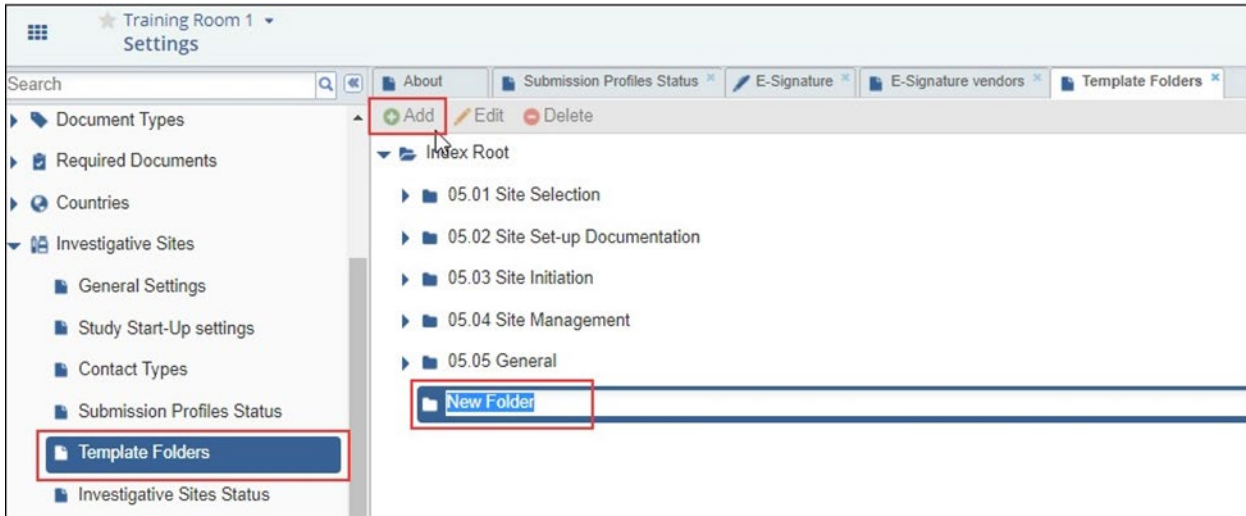 Training Room 1
Settings
Search
About
Submission Profiles Status
E-Signature
E-Signature vendors
Template Folders
Document Types
Required Documents
Countries
Investigative Sites
General Settings
Study Start-Up settings
Contact Types
Submission Profiles Status
Template Folders
Investigative Sites Status
Add Edit Delete
Index Root
05.01 Site Selection
05.02 Site Set-up Documentation
05.03 Site Initiation
05.04 Site Management
05.05 General
New Folder